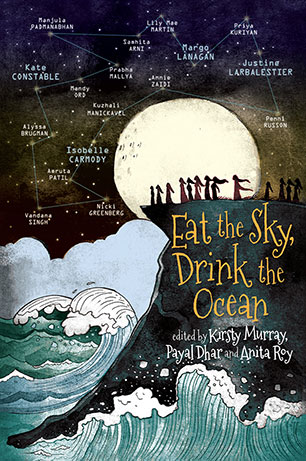 Manjula
PADMANABHAN
Lily Mae
MARTIN
Priya
KURIYAN
Samhita
ARNI
Margo
LANAGAN
Kate
CONSTABLE
Prabha
MALLYA
Justine
LARBALESTIER
Annie
ZAIDI
Mandy
ORD
Kuzhali
MANICKAVEL
Penni
RUSSON
Alyssa
BRUGMAN
Isobelle
CARMODY
Amruta
PATIL
Nicki
GREENBERG
Vandana
SINGH
Eat the Sky,
Drink the
Ocean
edited by Kirsty Murray,
Payal Dhar and Anita Roy